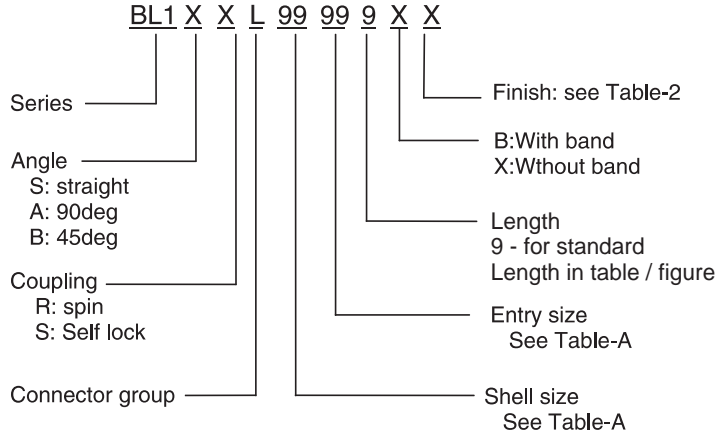 BL1 X X L 99 99 9 X X
Series
Angle
S: straight
A: 90deg
B: 45deg
Coupling
R: spin
S: Self lock
Connector group
Finish: see Table-2
B:With band
X:Wthout band
Length
9 - for standard
Length in table / figure
Entry size
See Table-A
Shell size
See Table-A